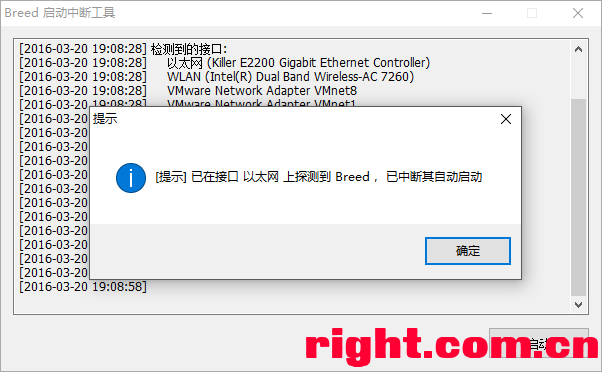 Breed 启动中断工具
[2016-03-20 19:08:28] 检测到的接口:
[2016-03-20 19:08:28] 以太网 (Killer E2200 Gigabit Ethernet Controller)
[2016-03-20 19:08:28] WLAN (Intel(R) Dual Band Wireless-AC 7260)
[2016-03-20 19:08:28] VMware Network Adapter VMnet8
[2016-03-20 19:08:28] VMware Network Adapter VMnet1
[2016-03-20
[2016-03-20
[2016-03-20
[2016-03-20
[2016-03-20
[2016-03-20
[2016-03-20
[2016-03-20
[2016-03-20
[2016-03-20
[2016-03-20
[2016-03-20
[2016-03-20 19:08:58]
提示
[提示] 已在接口 以太网 上探测到 Breed ，已中断其自动启动
确定
启动
right.com.cn